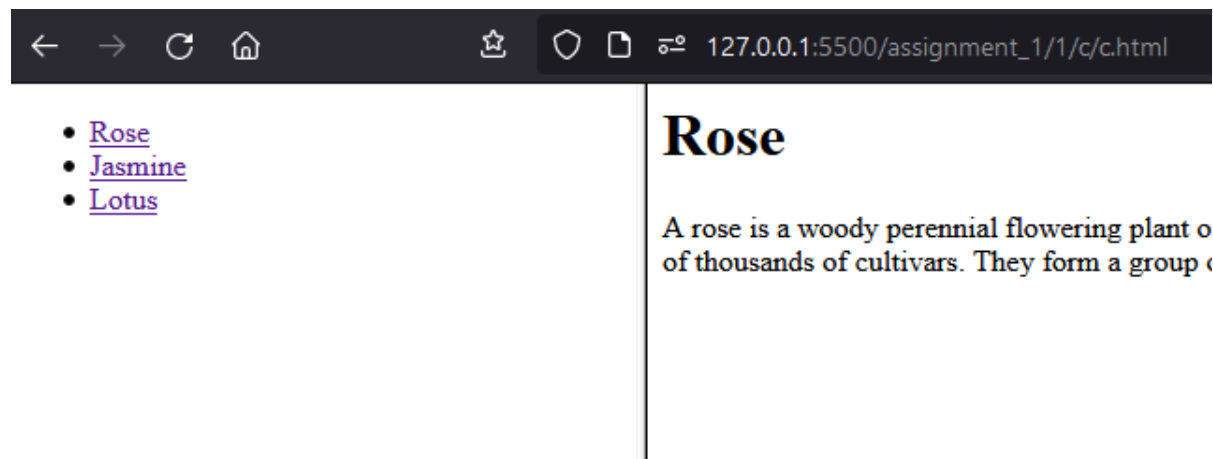 127.0.0.1:5500/assignment_1/1/c/c.html
Rose
Jasmine
Lotus
Rose
A rose is a woody perennial flowering plant
of thousands of cultivars. They form a group